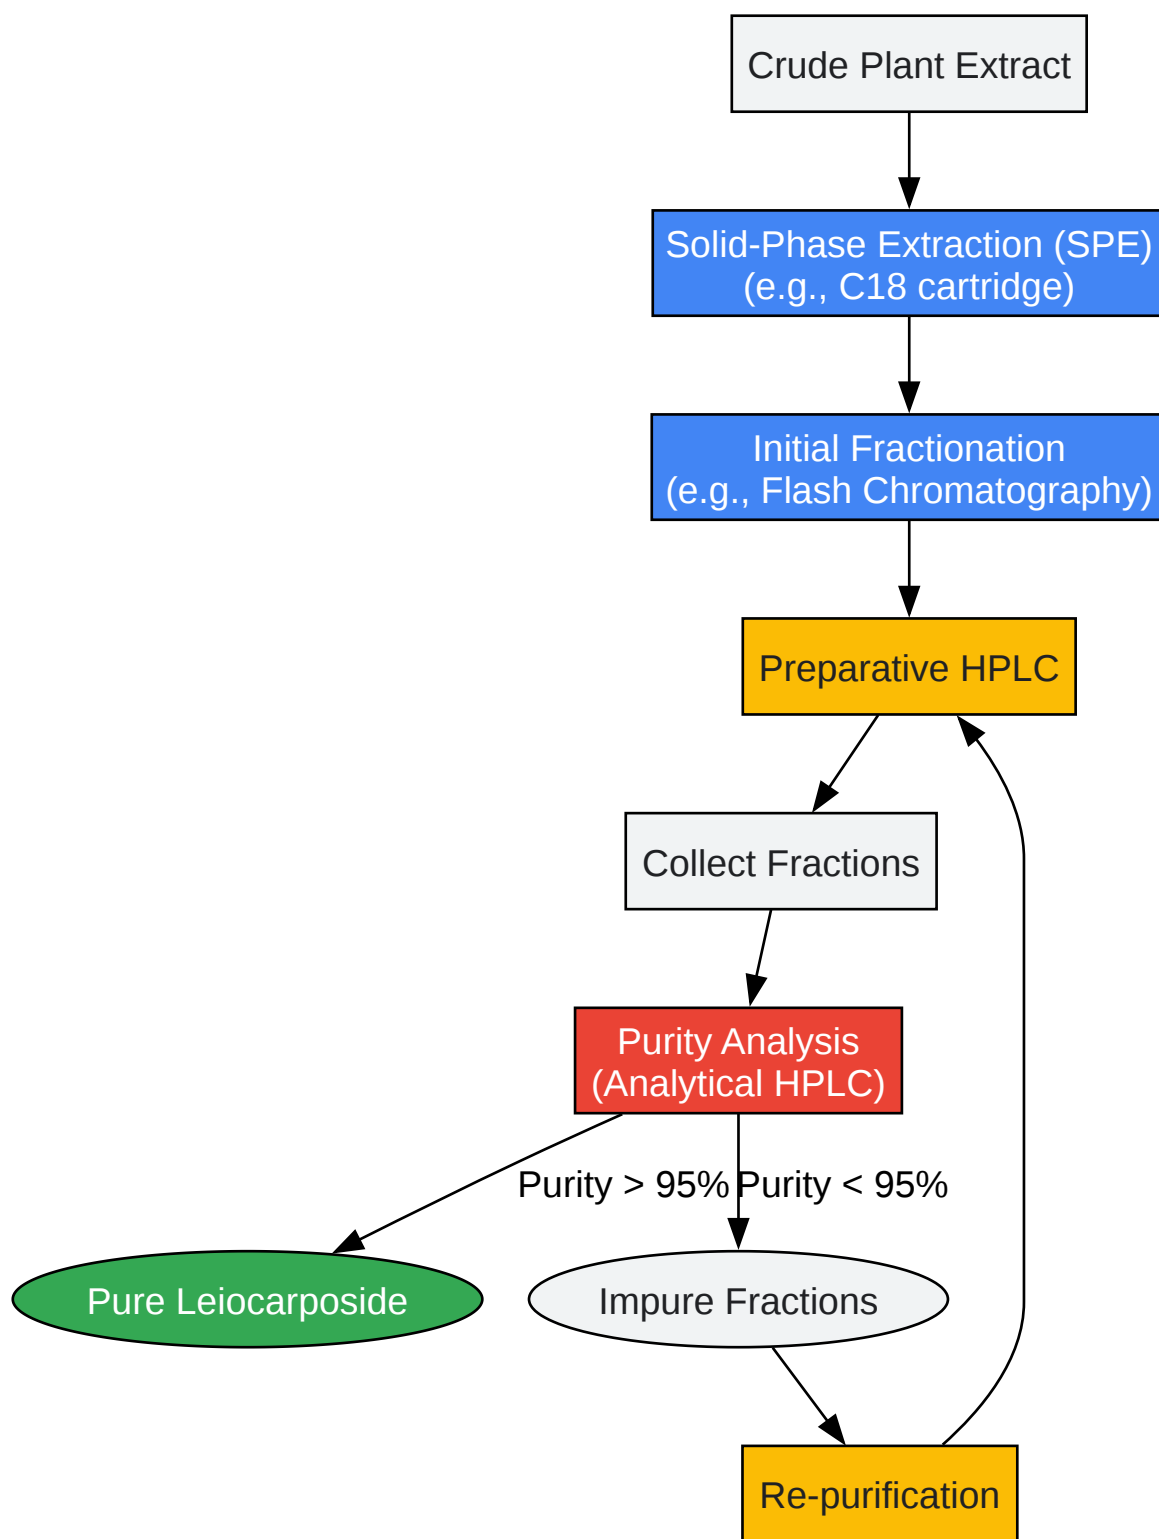 Crude Plant Extract
Solid-Phase Extraction (SPE)
(e.g., C18 cartridge)
Initial Fractionation
(e.g., Flash Chromatography)
Preparative HPLC
Collect Fractions
Purity Analysis
(Analytical HPLC)
Purity > 95%
Purity < 95%
Pure Leiocarposide
Impure Fractions
Re-purification